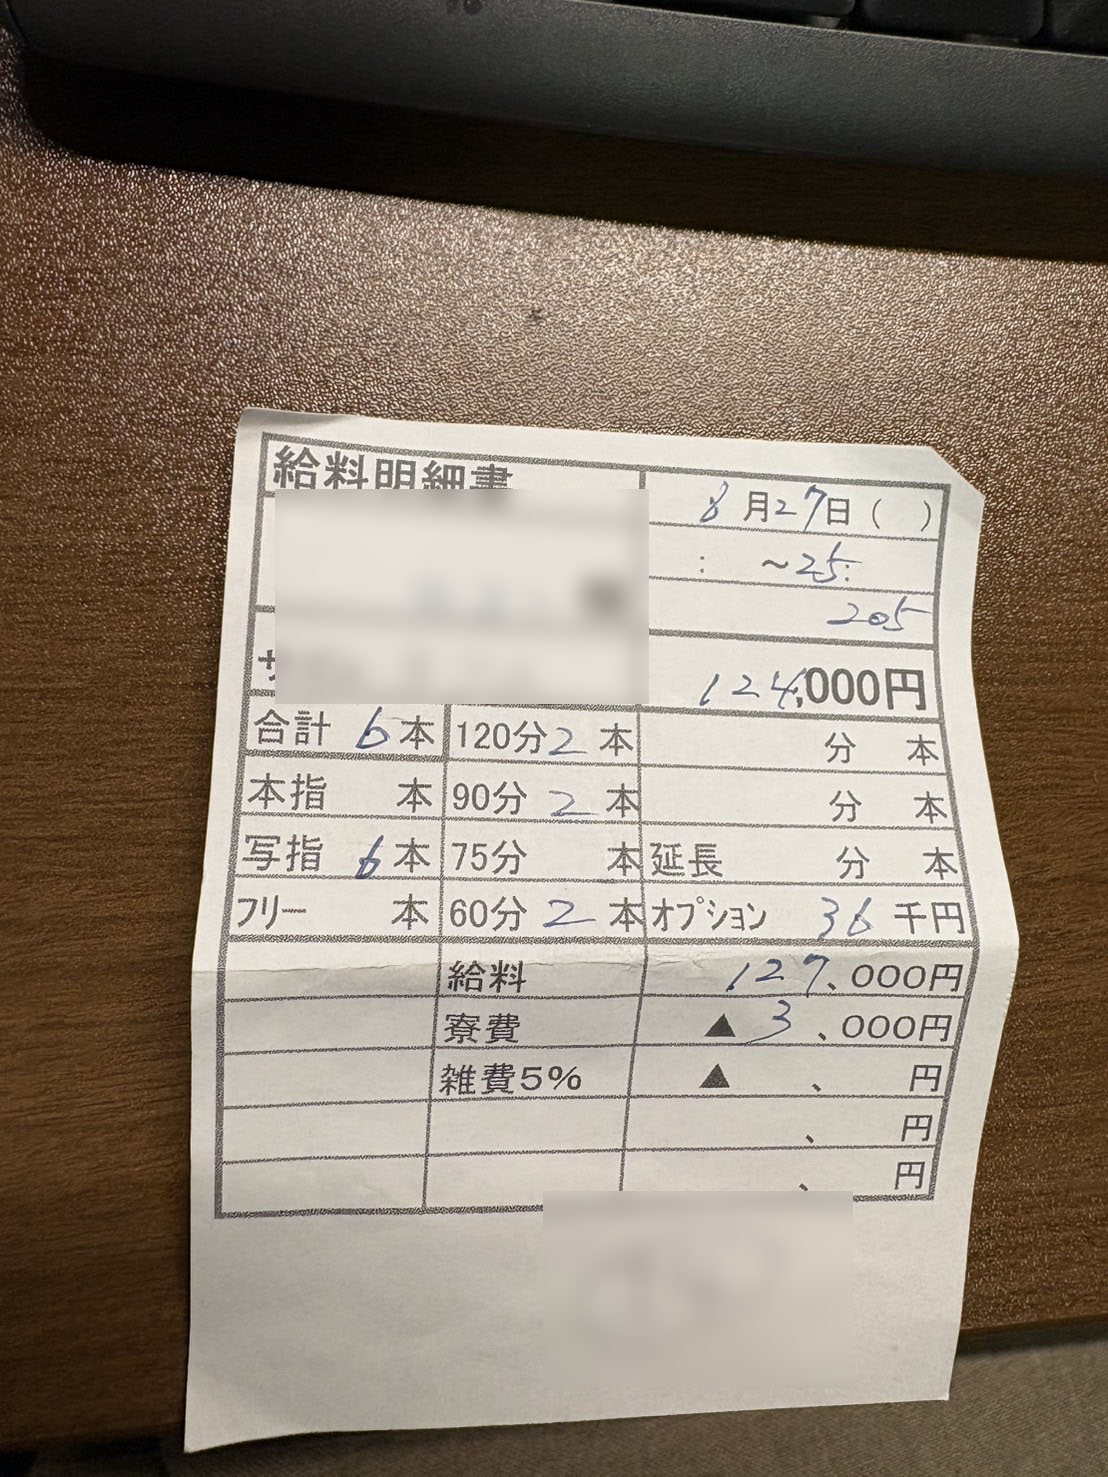 給料明細書
8月27日( )
: ~25:
205
124,000円
合計 6本 120分 2本 分 本
本指 本 90分 2本 分 本
写指 6本 75分 本 延長 分 本
フリー 本 60分 2本 オプション 36千円
給料 127、000円
寮費 ▲ 3、000円
雑費5% ▲ 、 円
、 円
、 円